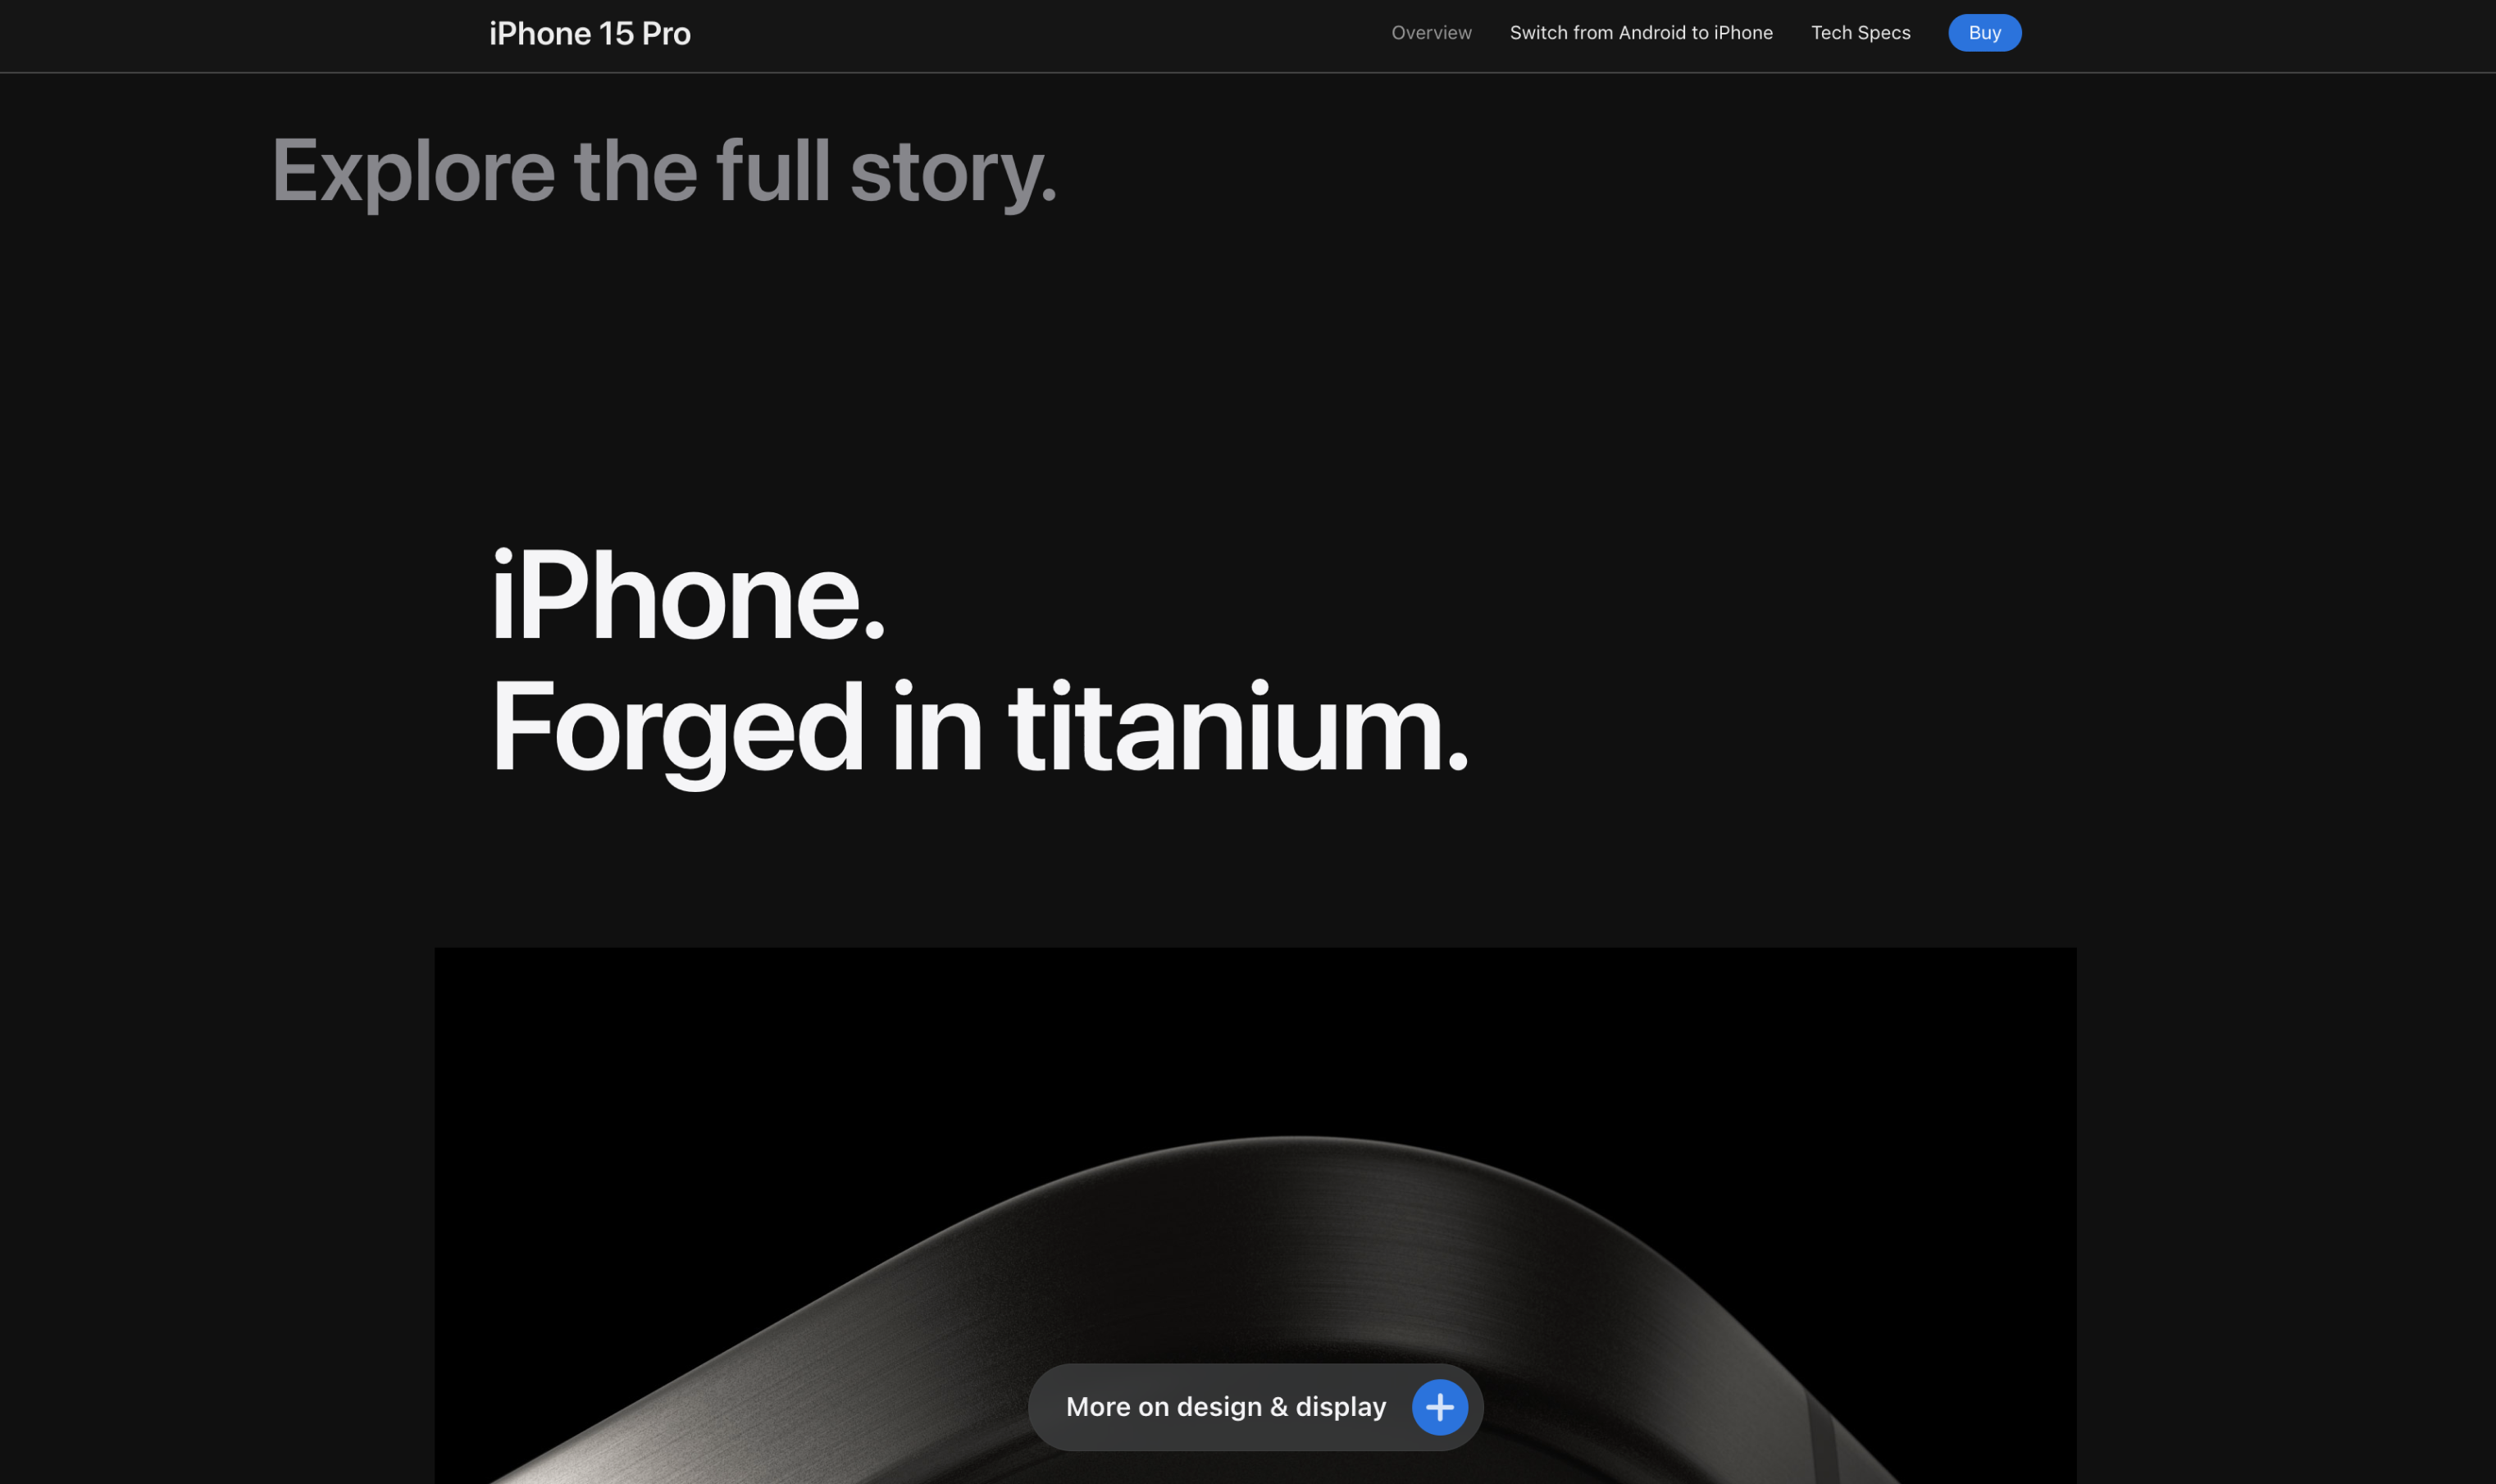 iPhone 15 Pro
Overview
Switch from Android to iPhone
Tech Specs
Buy
Explore the full story.
iPhone.
Forged in titanium.
More on design & display